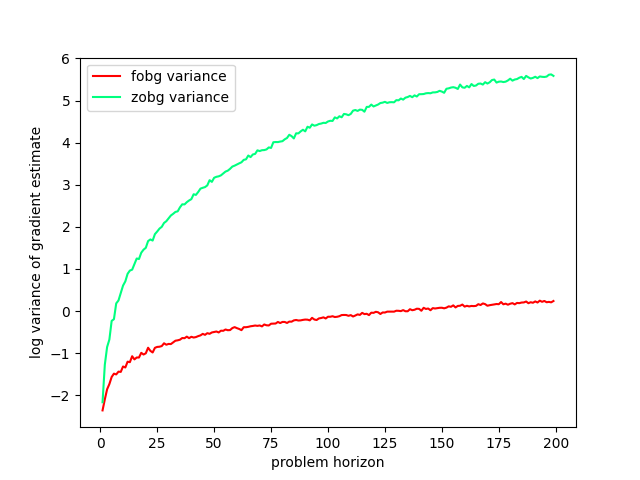 fobg variance
zobg variance
log variance of gradient estimate
6
5
4
3
2
1
0
−1
−2
0 25 50 75 100 125 150 175 200
problem horizon